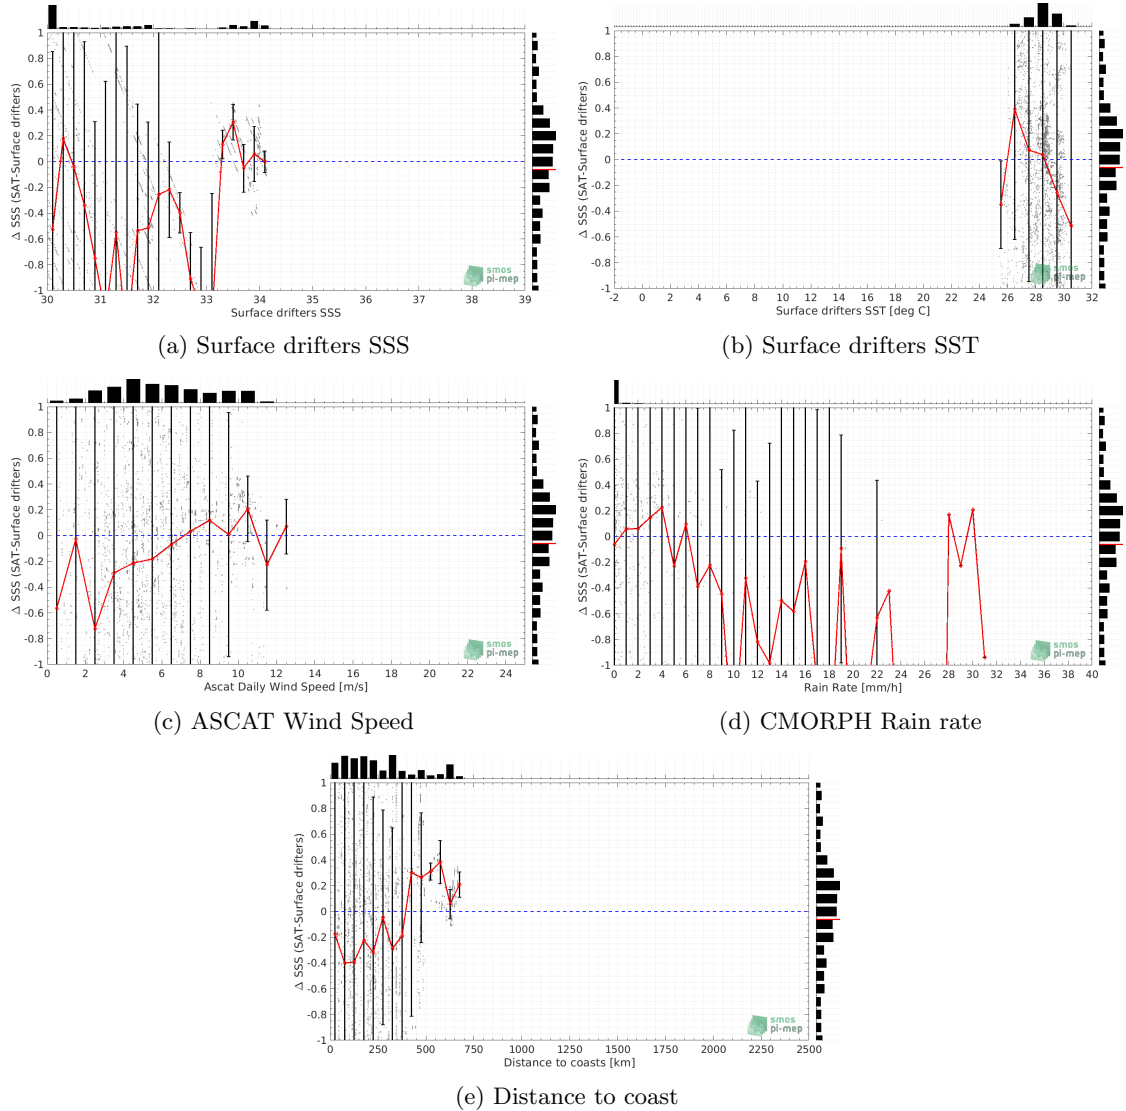 1
0.8
0.6
0.4
0.2
0
-0.2
-0.4
-0.6
-0.8
-1
Δ SSS (SAT-Surface drifters)
30 31 32 33 34 35 36 37 38 39
Surface drifters SSS
smos
pi-mep
(a) Surface drifters SSS
1
0.8
0.6
0.4
0.2
0
-0.2
-0.4
-0.6
-0.8
-1
Δ SSS (SAT-Surface drifters)
-2 0 2 4 6 8 10 12 14 16 18 20 22 24 26 28 30 32
Surface drifters SST [deg C]
smos
pi-mep
(b) Surface drifters SST
1
0.8
0.6
0.4
0.2
0
-0.2
-0.4
-0.6
-0.8
-1
Δ SSS (SAT-Surface drifters)
0 2 4 6 8 10 12 14 16 18 20 22 24
Ascat Daily Wind Speed [m/s]
smos
pi-mep
(c) ASCAT Wind Speed
1
0.8
0.6
0.4
0.2
0
-0.2
-0.4
-0.6
-0.8
-1
Δ SSS (SAT-Surface drifters)
0 2 4 6 8 10 12 14 16 18 20 22 24 26 28 30 32 34 36 38 40
Rain Rate [mm/h]
smos
pi-mep
(d) CMORPH Rain rate
1
0.8
0.6
0.4
0.2
0
-0.2
-0.4
-0.6
-0.8
-1
Δ SSS (SAT-Surface drifters)
0 250 500 750 1000 1250 1500 1750 2000 2250 2500
Distance to coasts [km]
smos
pi-mep
(e) Distance to coast